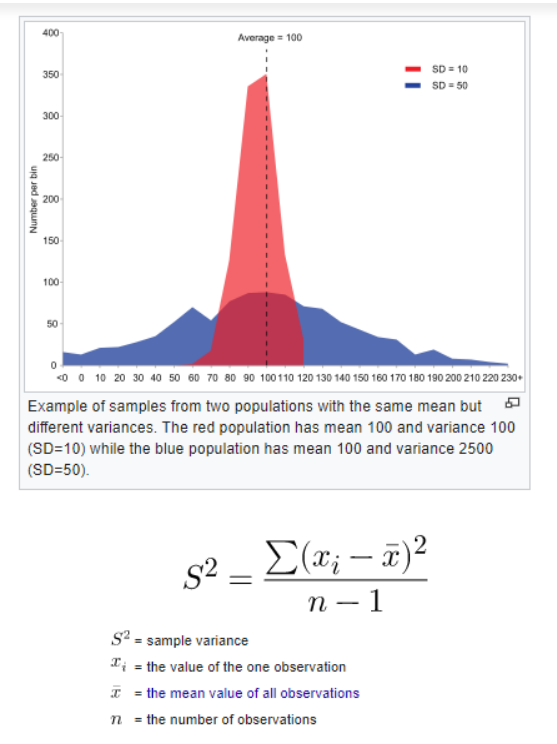 400
Average = 100
350
SD = 10
SD = 50
300
250
Number per bin
200
150
100
50
0
<0 0 10 20 30 40 50 60 70 80 90 100 110 120 130 140 150 160 170 180 190 200 210 220 230+
Example of samples from two populations with the same mean but
different variances. The red population has mean 100 and variance 100
(SD=10) while the blue population has mean 100 and variance 2500
(SD=50).
S² = ∑(xᵢ − x̄)² / n − 1
S² = sample variance
xᵢ = the value of the one observation
x̄ = the mean value of all observations
n = the number of observations